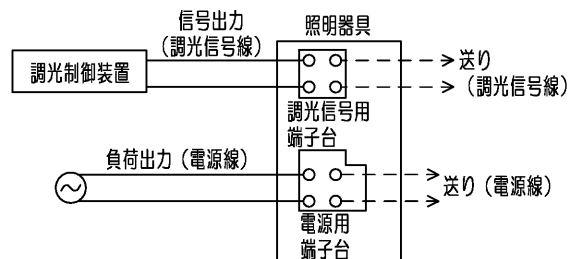 信号出力
（調光信号線）
照明器具
調光制御装置
送り
（調光信号線）
調光信号用
端子台
負荷出力（電源線）
送り（電源線）
電源用
端子台